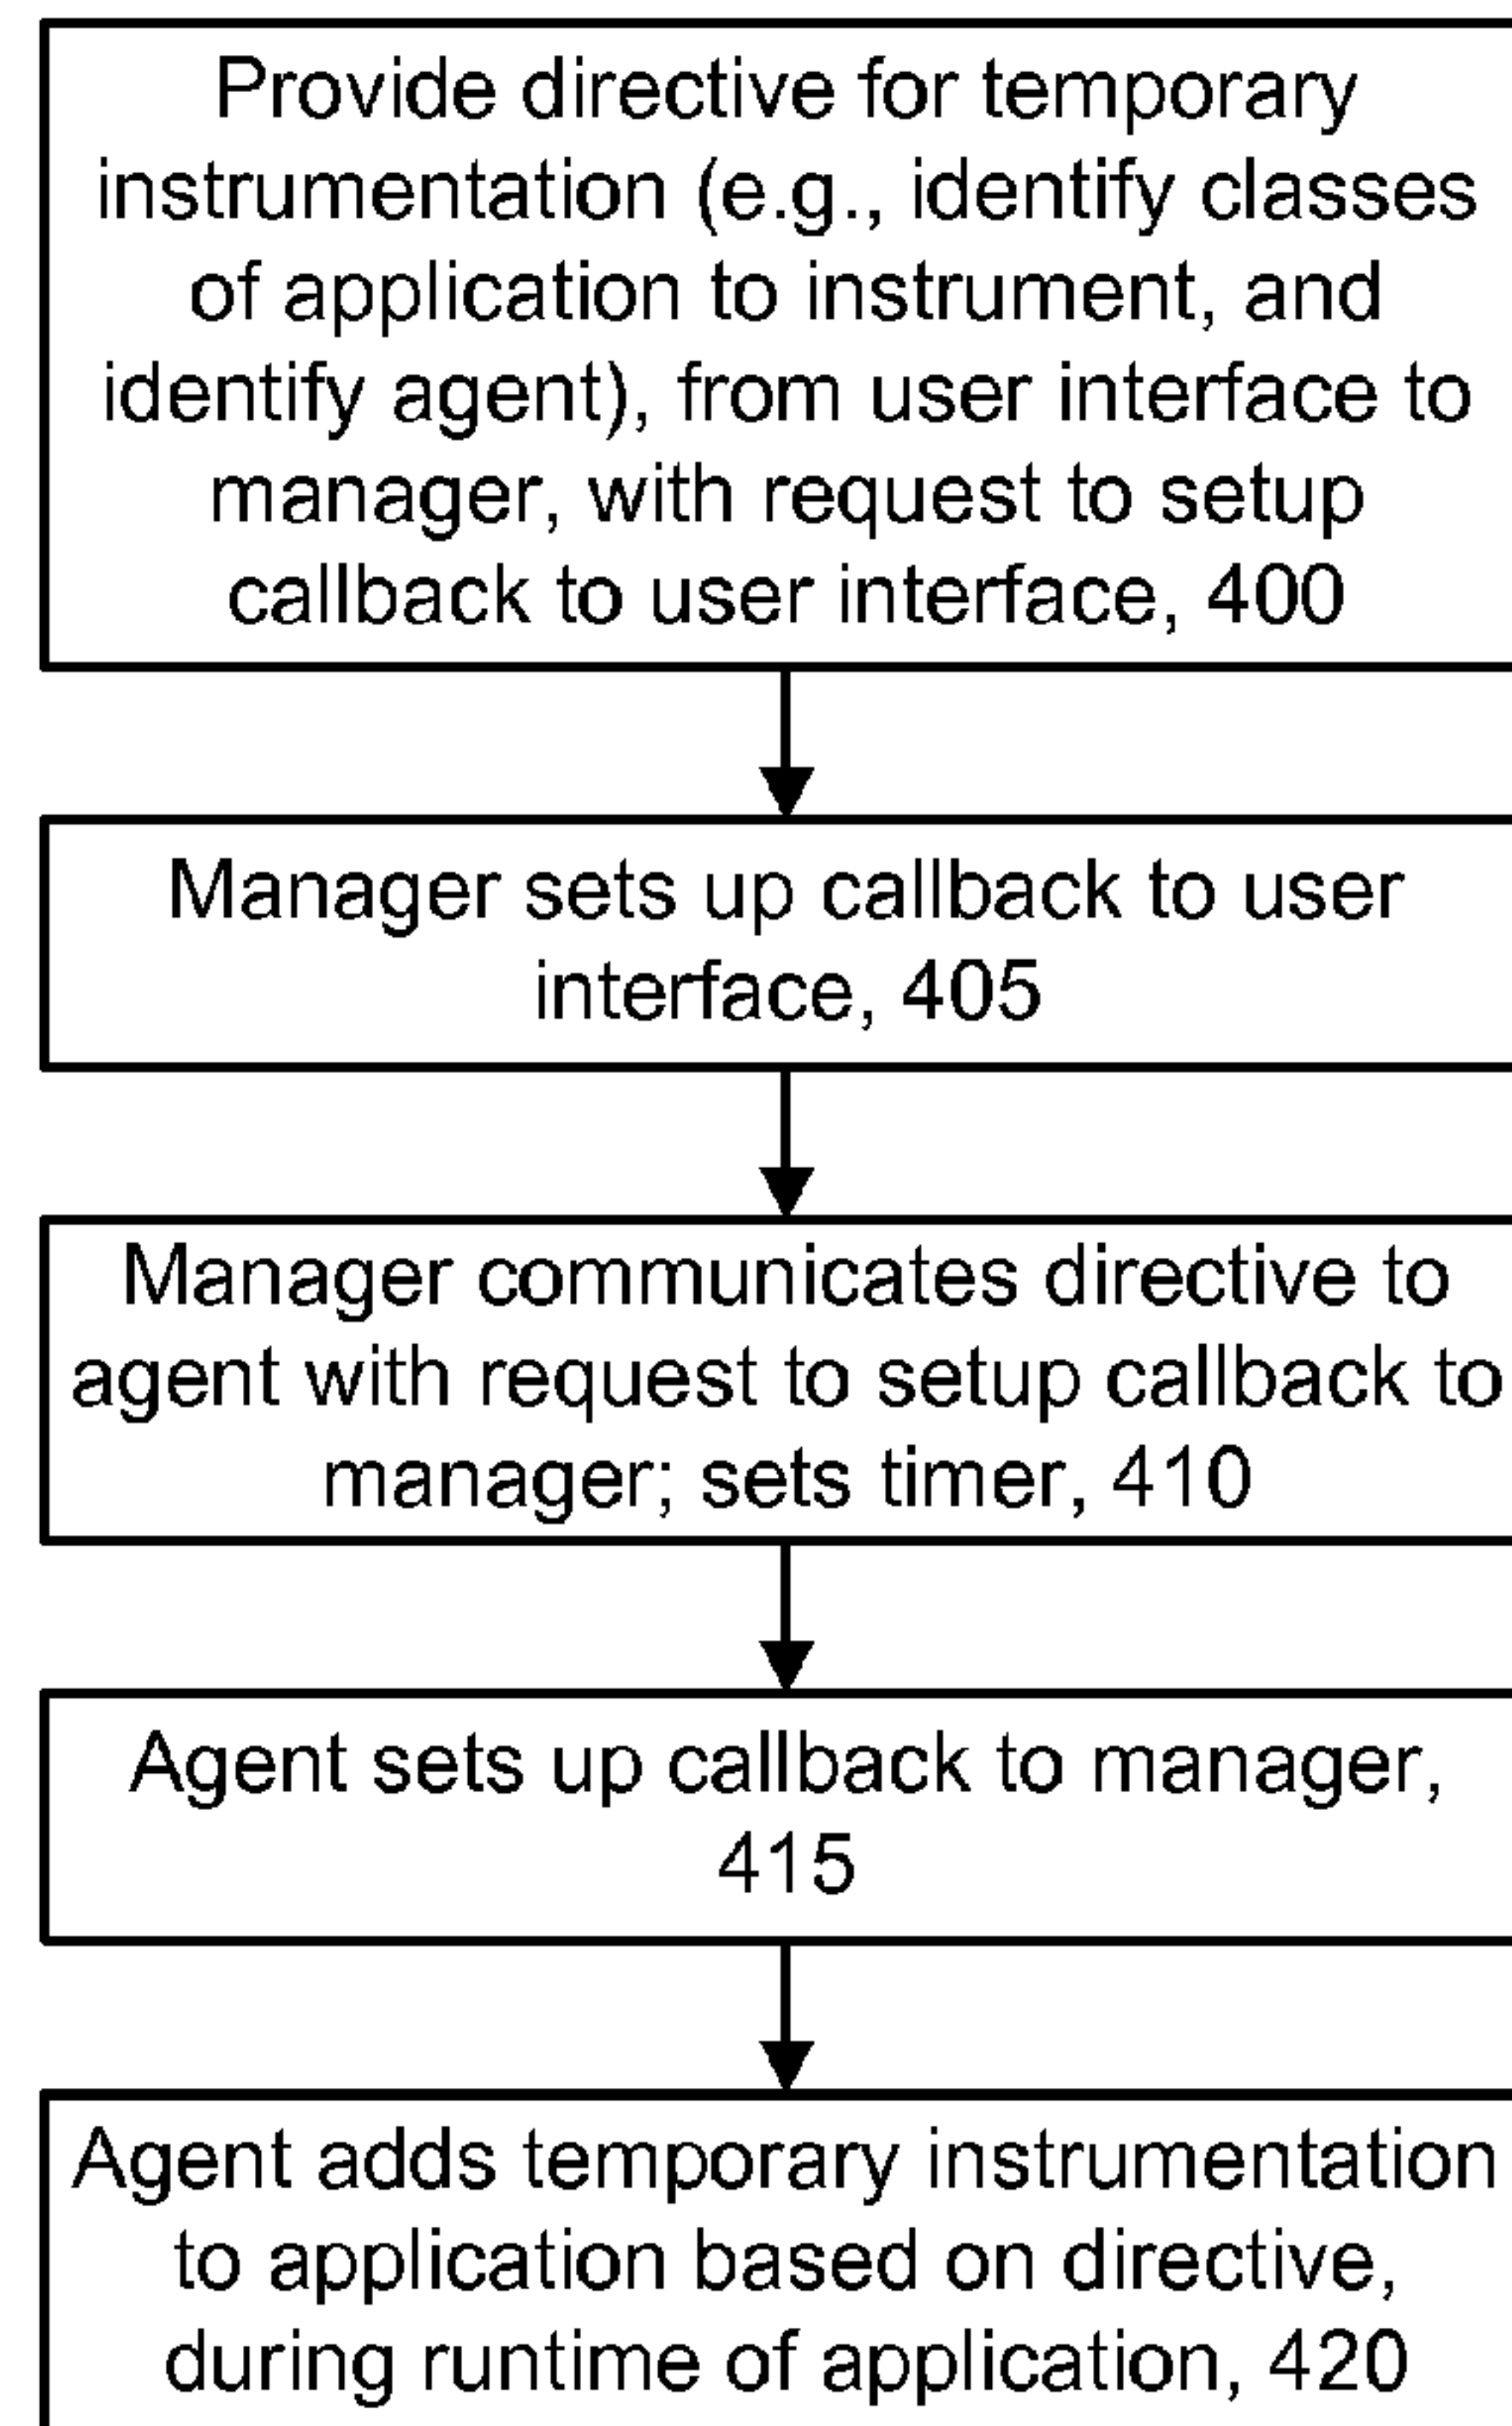 Provide directive for temporary
instrumentation (e.g., identify classes
of application to instrument, and
identify agent), from user interface to
manager, with request to setup
callback to user interface, 400
Manager sets up callback to user
interface, 405
Manager communicates directive to
agent with request to setup callback to
manager; sets timer, 410
Agent sets up callback to manager,
415
Agent adds temporary instrumentation
to application based on directive,
during runtime of application, 420